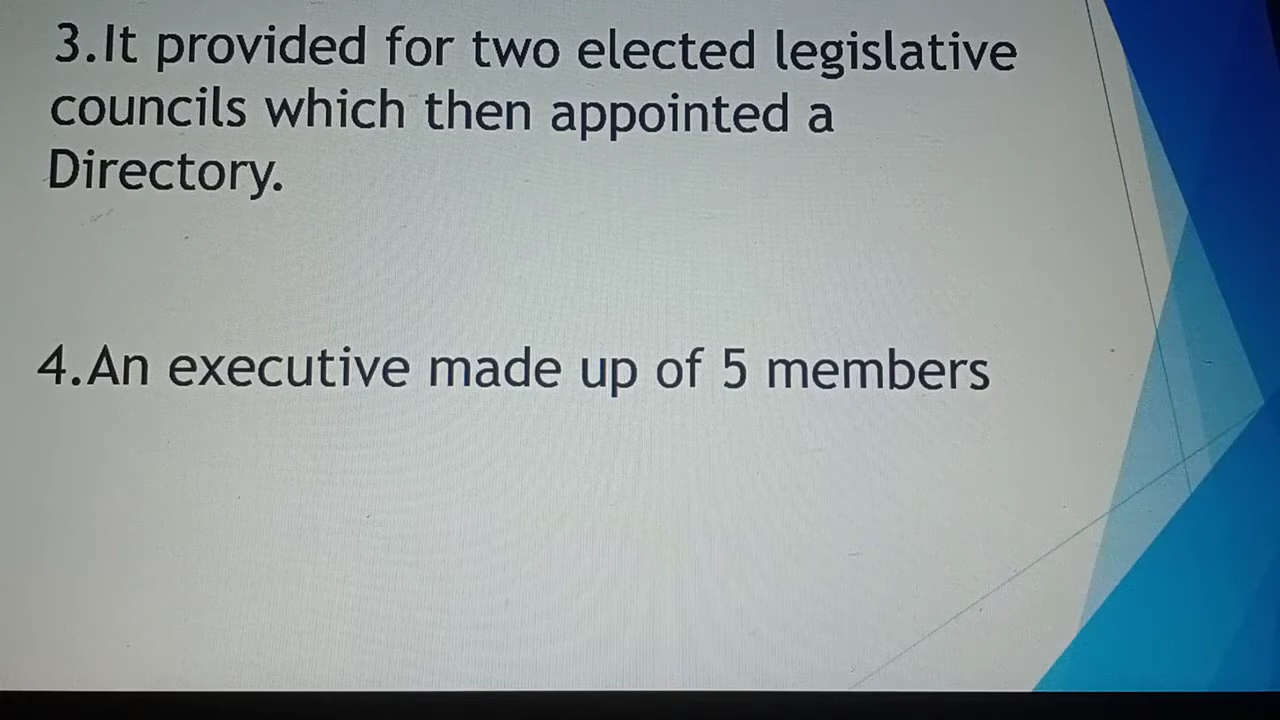 3.It provided for two elected legislative
councils which then appointed a
Directory.
4.An executive made up of 5 members